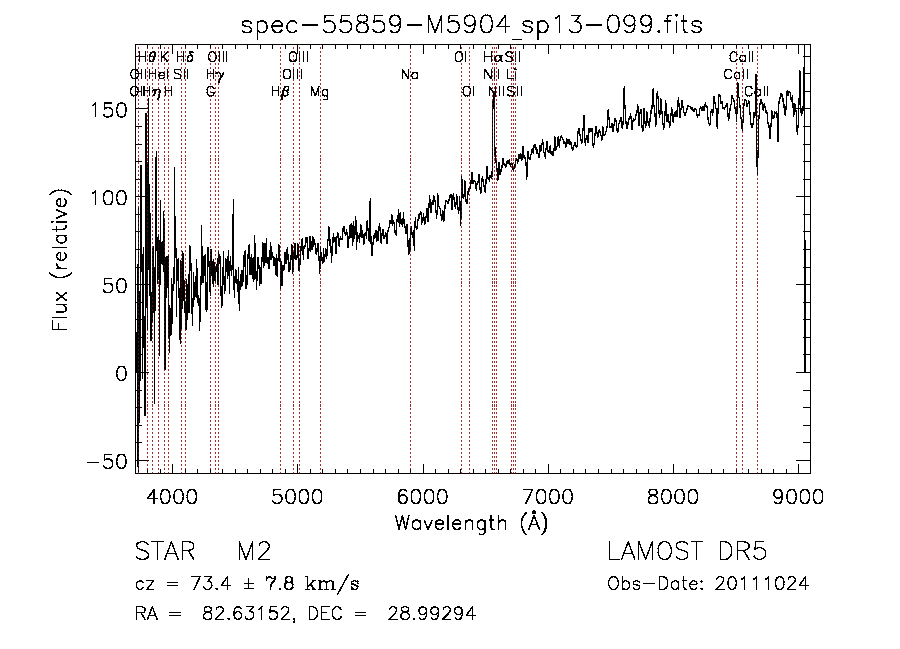 spec-55859-M5904_sp13-099.fits
Hθ K Hδ OIII OIII OI Hα SII CaII
OII HeI SII Hγ OIII Na NII Li CaII
OII Hη H G Hβ Mg OI NII SII CaII
150
100
50
0
-50
Flux (relative)
4000 5000 6000 7000 8000 9000
Wavelength (Å)
STAR M2 LAMOST DR5
cz = 73.4 ± 7.8 km/s Obs-Date: 20111024
RA = 82.63152, DEC = 28.99294